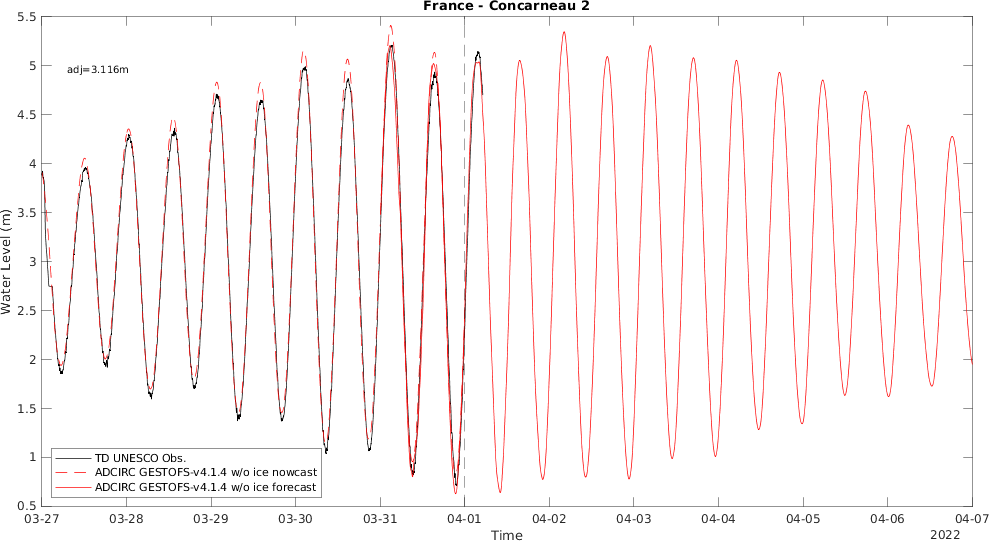 France - Concarneau 2
adj=3.116m
Water Level (m)
5.5
5
4.5
4
3.5
3
2.5
2
1.5
1
0.5
TD UNESCO Obs.
ADCIRC GESTOFS-v4.1.4 w/o ice nowcast
ADCIRC GESTOFS-v4.1.4 w/o ice forecast
03-27 03-28 03-29 03-30 03-31 04-01 04-02 04-03 04-04 04-05 04-06 04-07
Time
2022